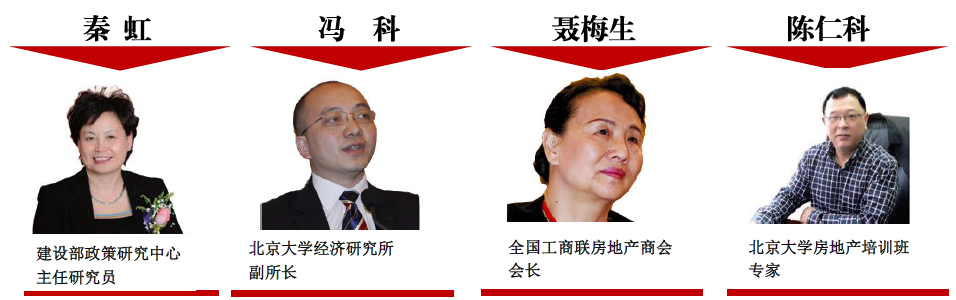 秦 虹
冯 科
聂梅生
陈仁科
建设部政策研究中心
主任研究员
北京大学经济研究所
副所长
全国工商联房地产商会
会长
北京大学房地产培训班
专家